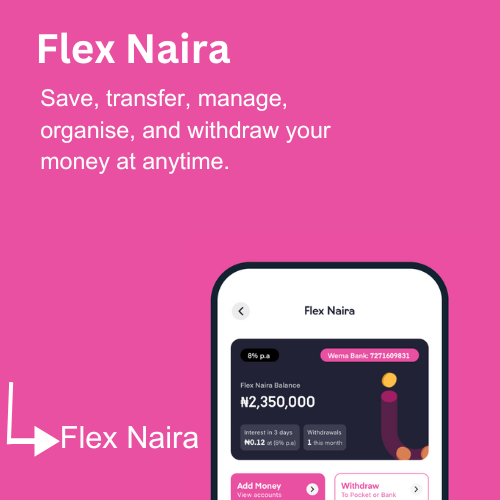 Flex Naira
Save, transfer, manage,
organise, and withdraw your
money at anytime.
Flex Naira
8% p.a
Wema Bank: 7271609831
Flex Naira Balance
₦2,350,000
Interest in 3 days
₦0.12 at (8% p.a)
Withdrawals
1 this month
Flex Naira
Add Money
View accounts
Withdraw
To Pocket or Bank